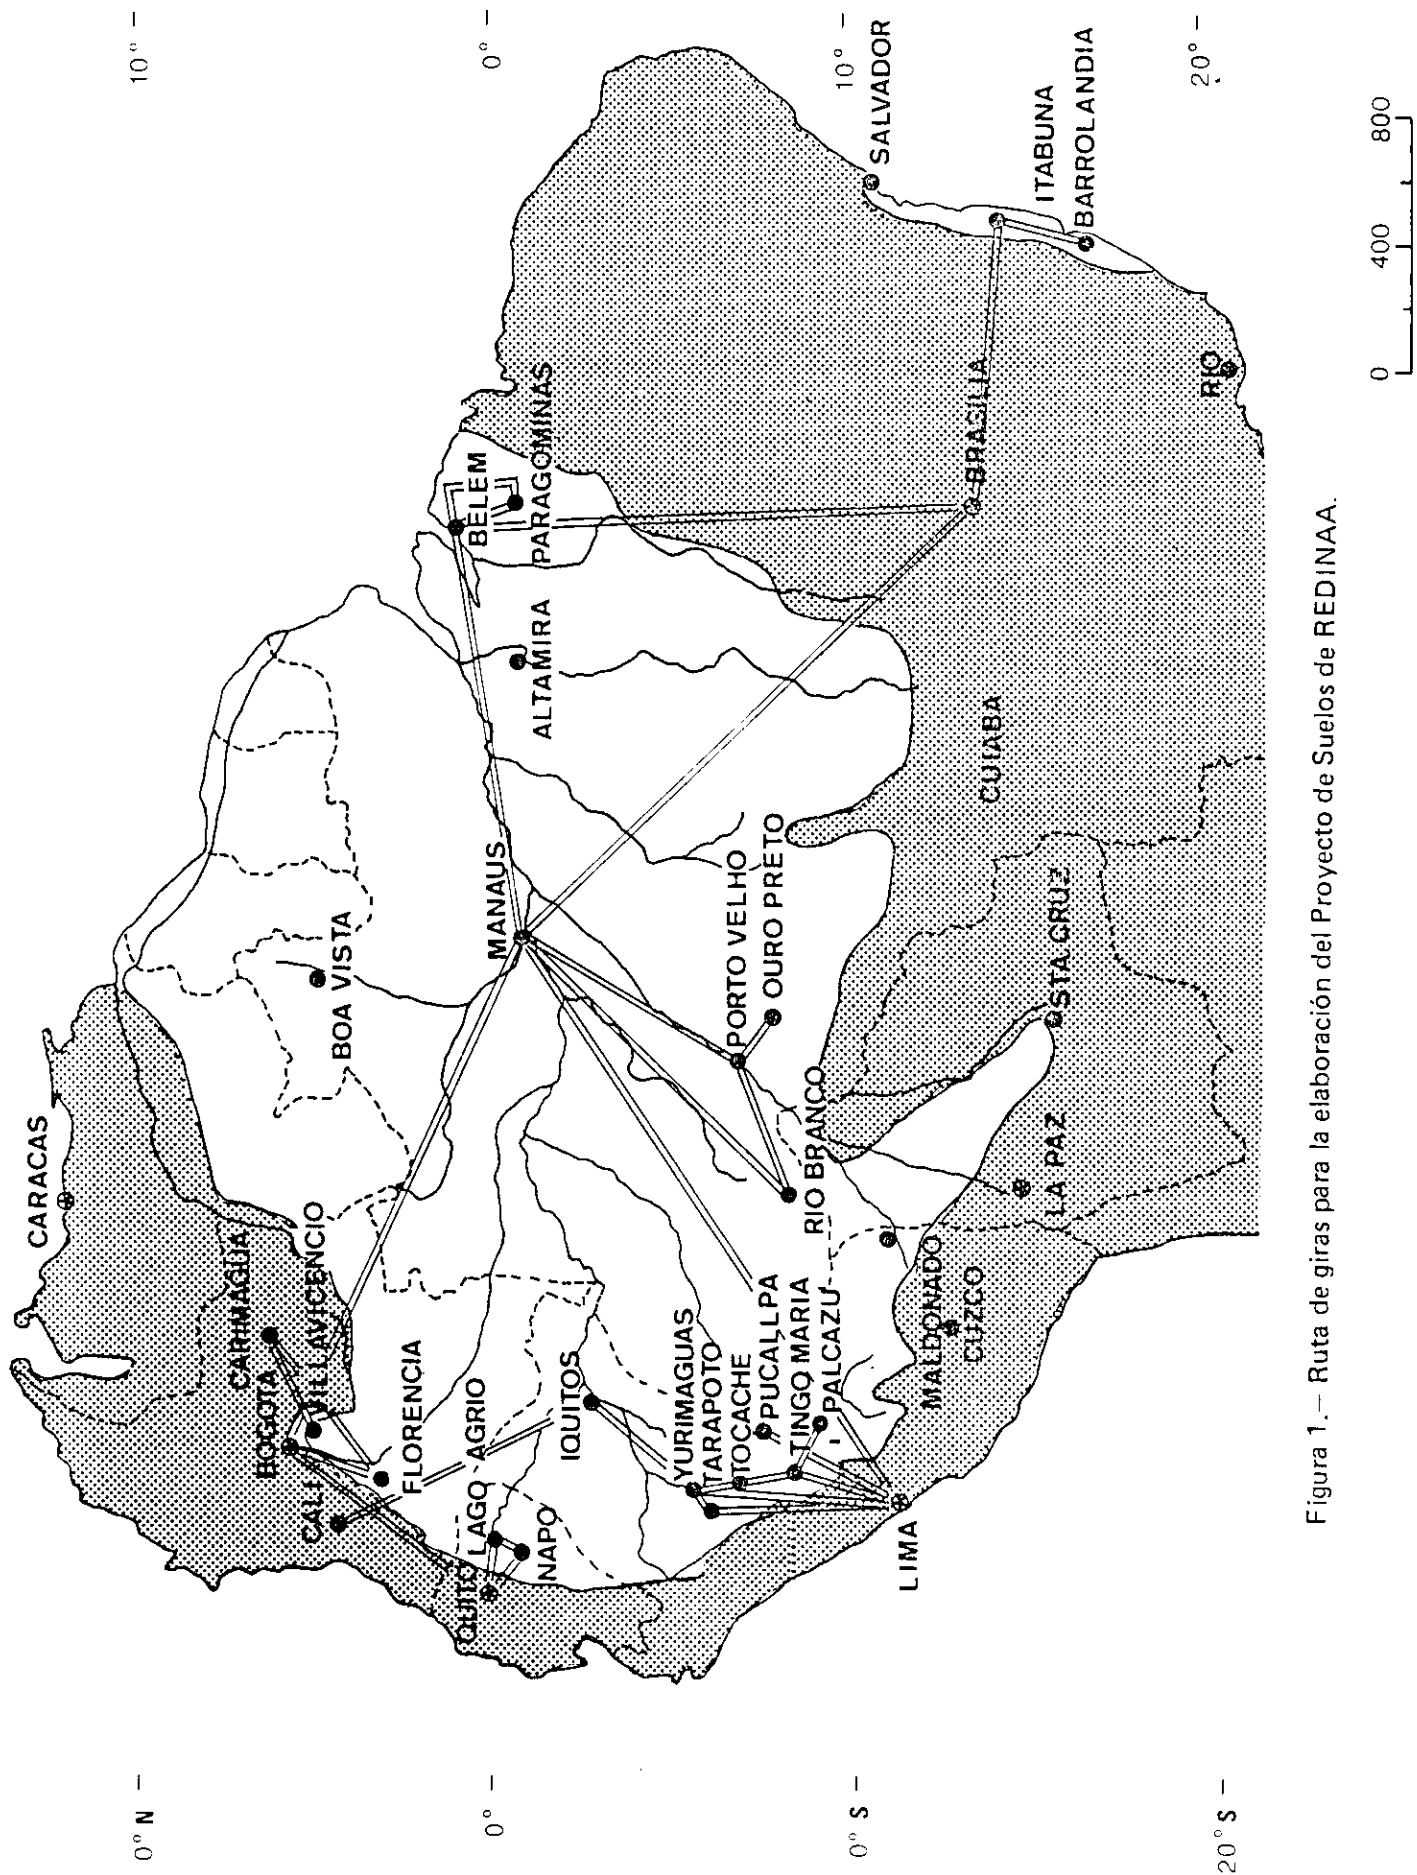 10° -
0° -
10° -
20° -
0° N -
0° -
0° S -
20° S -
CARACAS
CARIMAGUA
BOGOTA
VILLAVICENCIO
CALI
FLORENCIA
QUITO
LAGO AGRIO
NAPO
IQUITOS
BOA VISTA
MANAUS
BELEM
PARAGOMINAS
ALTAMIRA
YURIMAGUAS
TARAPOTO
TOCACHE
PUCALLPA
TINGO MARIA
PALCAZU
LIMA
PORTO VELHO
OURO PRETO
RIO BRANCO
MALDONADO
CUZCO
LA PAZ
STA CRUZ
CUIABA
BRASILIA
SALVADOR
ITABUNA
BARROLANDIA
RIO
0 400 800
Figura 1.— Ruta de giras para la elaboración del Proyecto de Suelos de REDINAA.